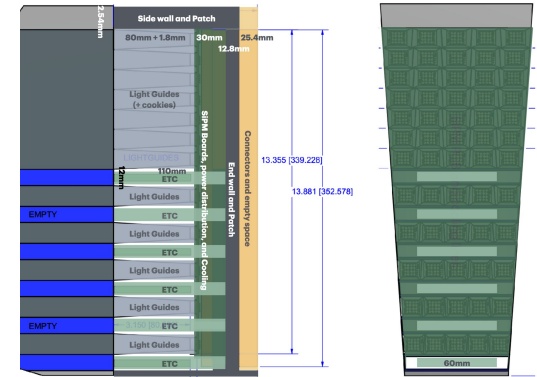 2.54mm
Side wall and Patch
80mm + 1.8mm
30mm
25.4mm
12.8mm
Light Guides
(+ cookies)
LIGHTGUIDES
SiPM Boards, power distribution, and Cooling
End wall and Patch
Connectors and empty space
13.355 [339.228]
13.881 [352.578]
12mm
110mm
ETC
Light Guides
EMPTY
ETC
Light Guides
ETC
Light Guides
ETC
Light Guides
EMPTY
ETC
Light Guides
ETC
60mm